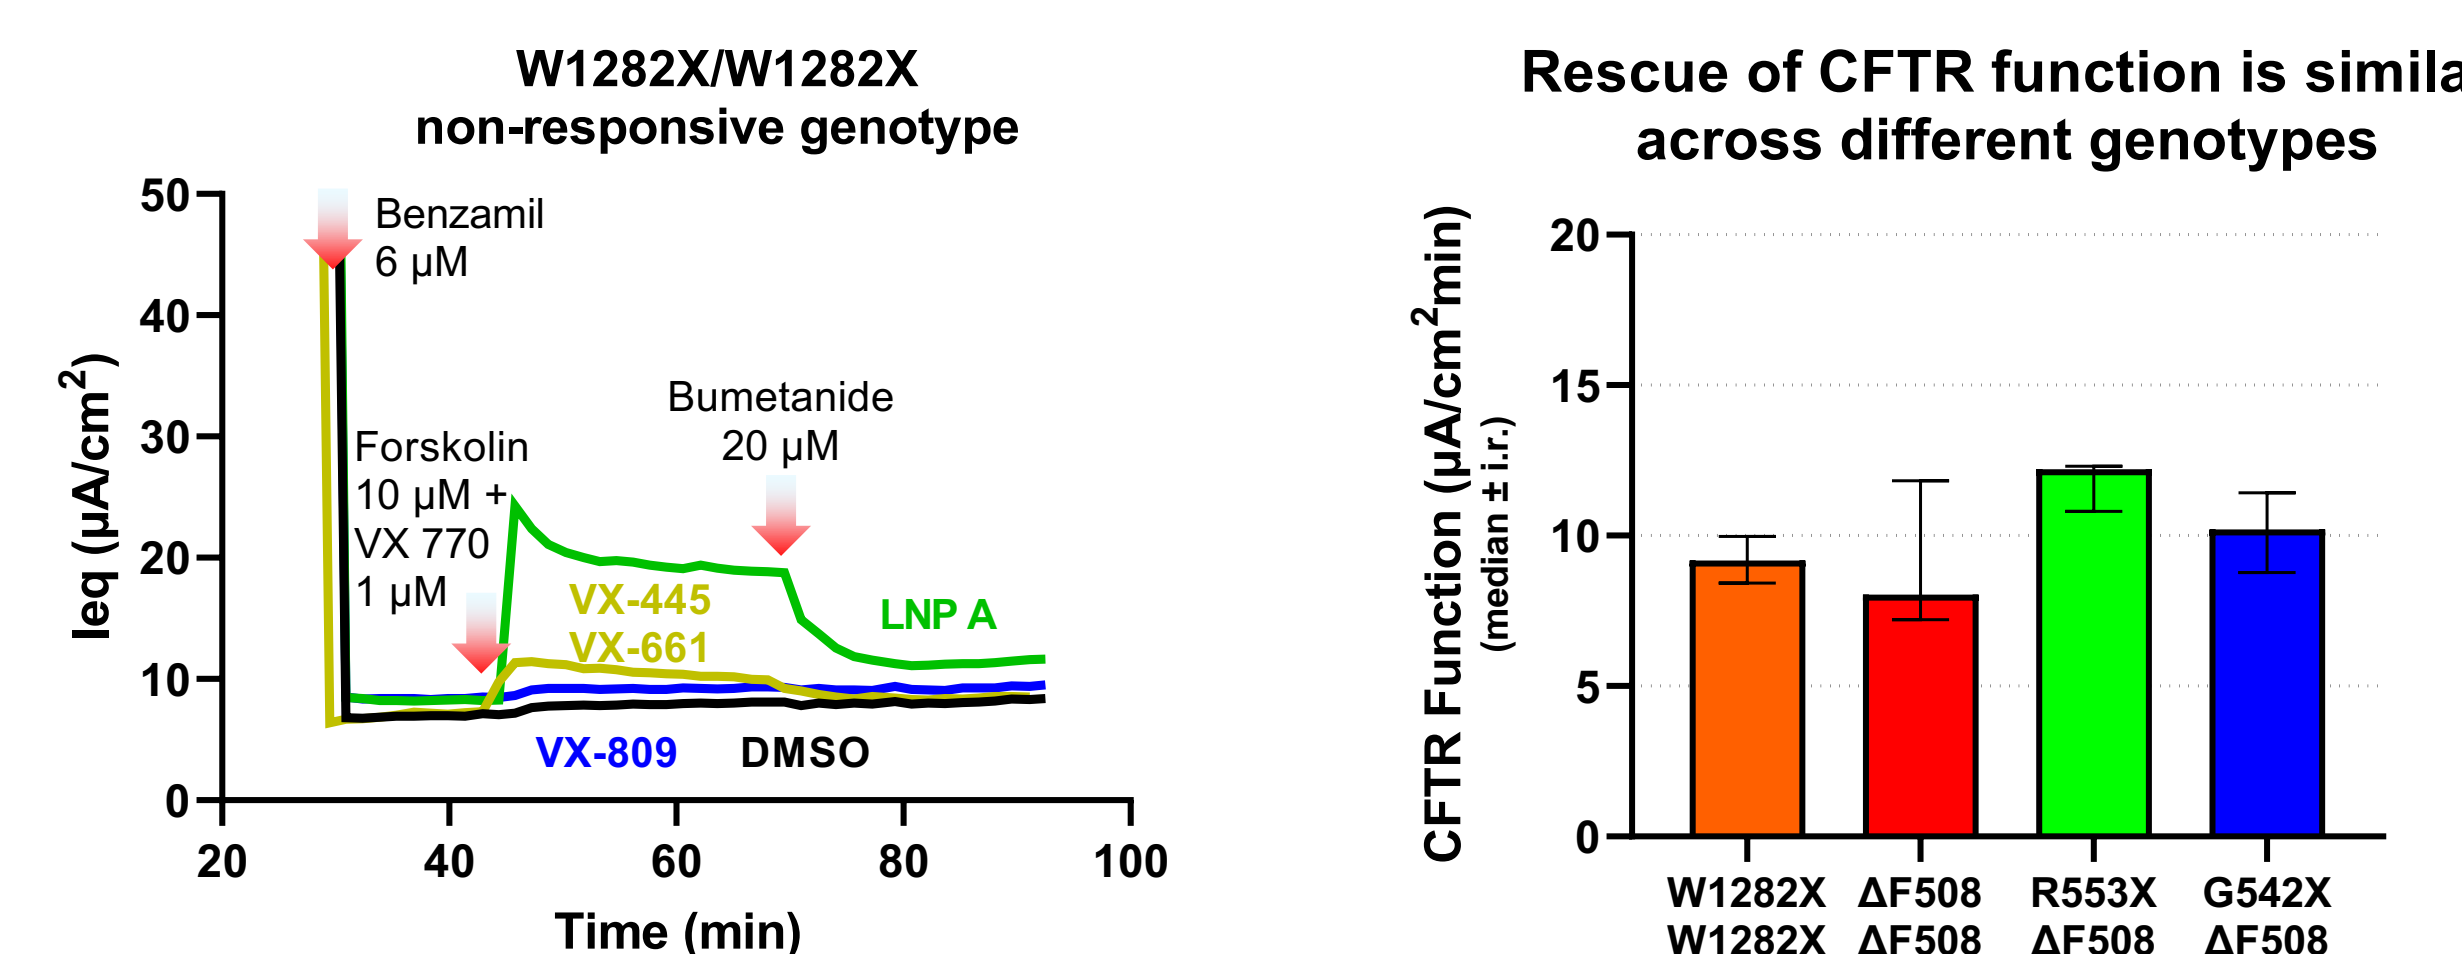 W1282X/W1282X
non-responsive genotype
Ieq (µA/cm²)
50
40
30
20
10
0
Benzamil
6 µM
Forskolin
10 µM +
VX 770
1 µM
Bumetanide
20 µM
VX-445
VX-661
LNP A
VX-809
DMSO
20
40
60
80
100
Time (min)
Rescue of CFTR function is simila
across different genotypes
CFTR Function (µA/cm²min)
(median ± i.r.)
20
15
10
5
0
W1282X ΔF508 R553X G542X
W1282X ΔF508 ΔF508 ΔF508